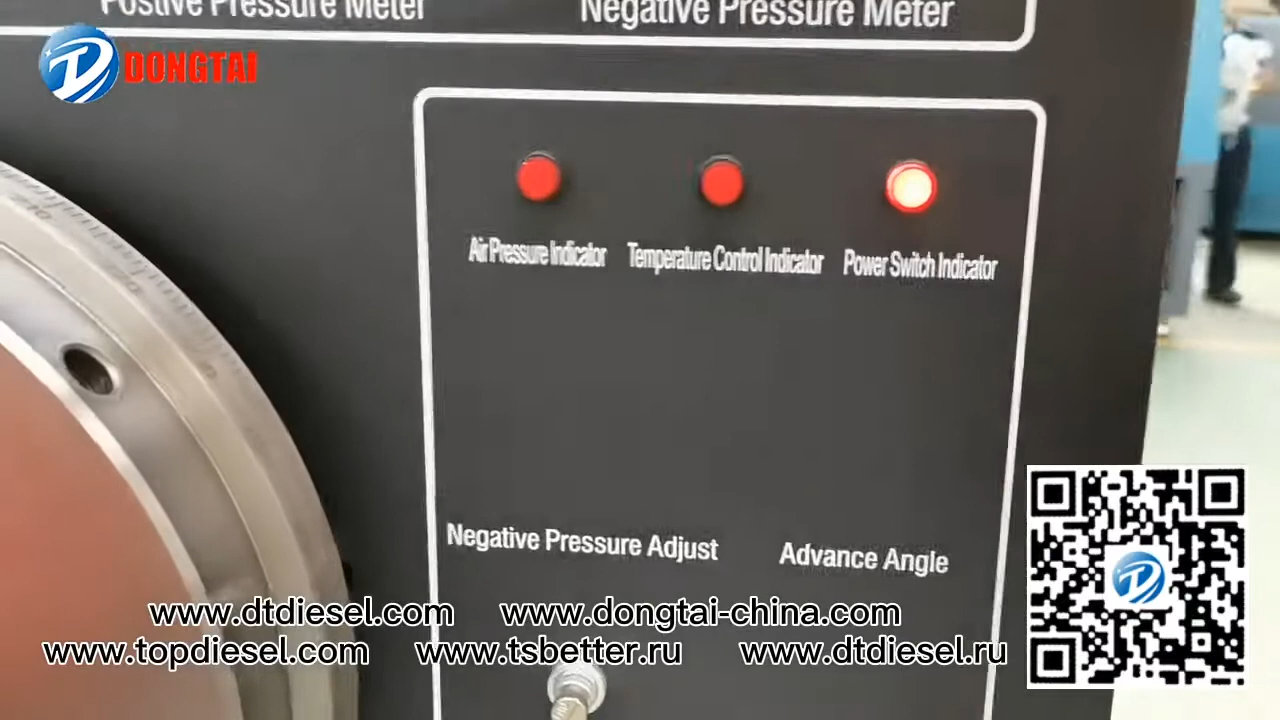 Postive Pressure Meter
Negative Pressure Meter
DONGTAI
Air Pressure Indicator
Temperature Control Indicator
Power Switch Indicator
Negative Pressure Adjust
Advance Angle
www.dtdiesel.com
www.dongtai-china.com
www.topdiesel.com
www.tsbetter.ru
www.dtdiesel.ru